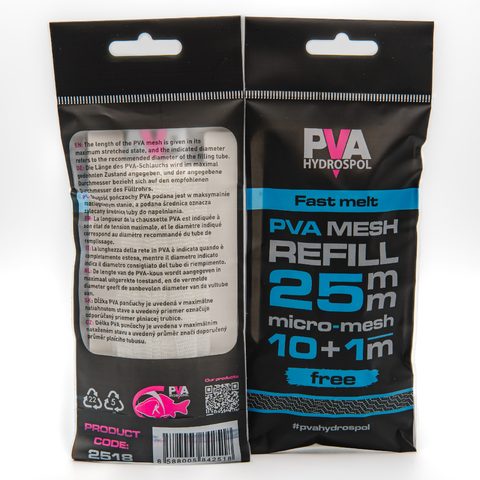 EN: The length of the PVA mesh is given in its
maximum stretched state, and the indicated diameter
refers to the recommended diameter of the filling tube.
DE: Die Länge des PVA-Schlauchs wird im maximal
gedehnten Zustand angegeben, und der angegebene
Durchmesser bezieht sich auf den empfohlenen
Durchmesser des Füllrohrs.
PL: Długość pończochy PVA podana jest w maksymalnie
rozciągniętym stanie, a podana średnica oznacza
zalecany średnicę tuby do napełniania.
FR: La longueur de la chaussette PVA est indiquée à
son état de tension maximale, et le diamètre indiqué
correspond au diamètre recommandé du tube de
remplissage.
IT: La lunghezza della rete in PVA è indicata quando è
completamente estesa, mentre il diametro indicato
indica il diametro consigliato del tubo di riempimento.
NL: De lengte van de PVA-kous wordt aangegeven in
maximaal uitgerekte toestand, en de vermelde
diameter geeft de aanbevolen diameter van de vultube
aan.
SK: Dĺžka PVA pančuchy je uvedená v maximálne
natiahnutom stave a uvedený priemer označuje
odporúčaný priemer plniacej trubice.
CZ: Délka PVA punčochy je uvedena v maximálním
nataženém stavu a uvedený průměr značí doporučený
průměr plnicího tubusu.
22
5
PVA
HYDROSPOL
Our products:
PRODUCT
CODE:
2518
8 588005 842518
PVA
HYDROSPOL
Fast melt
PVA MESH
REFILL
25mm
micro-mesh
10+1m
free
#pvahydrospol